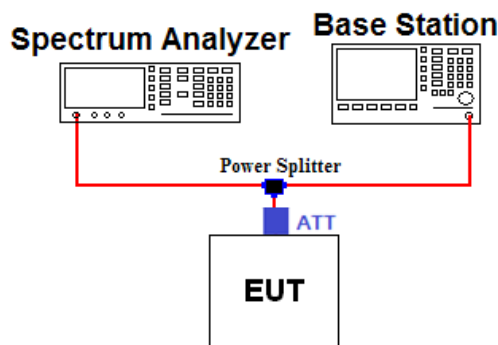 Spectrum Analyzer
Base Station
Power Splitter
ATT
EUT